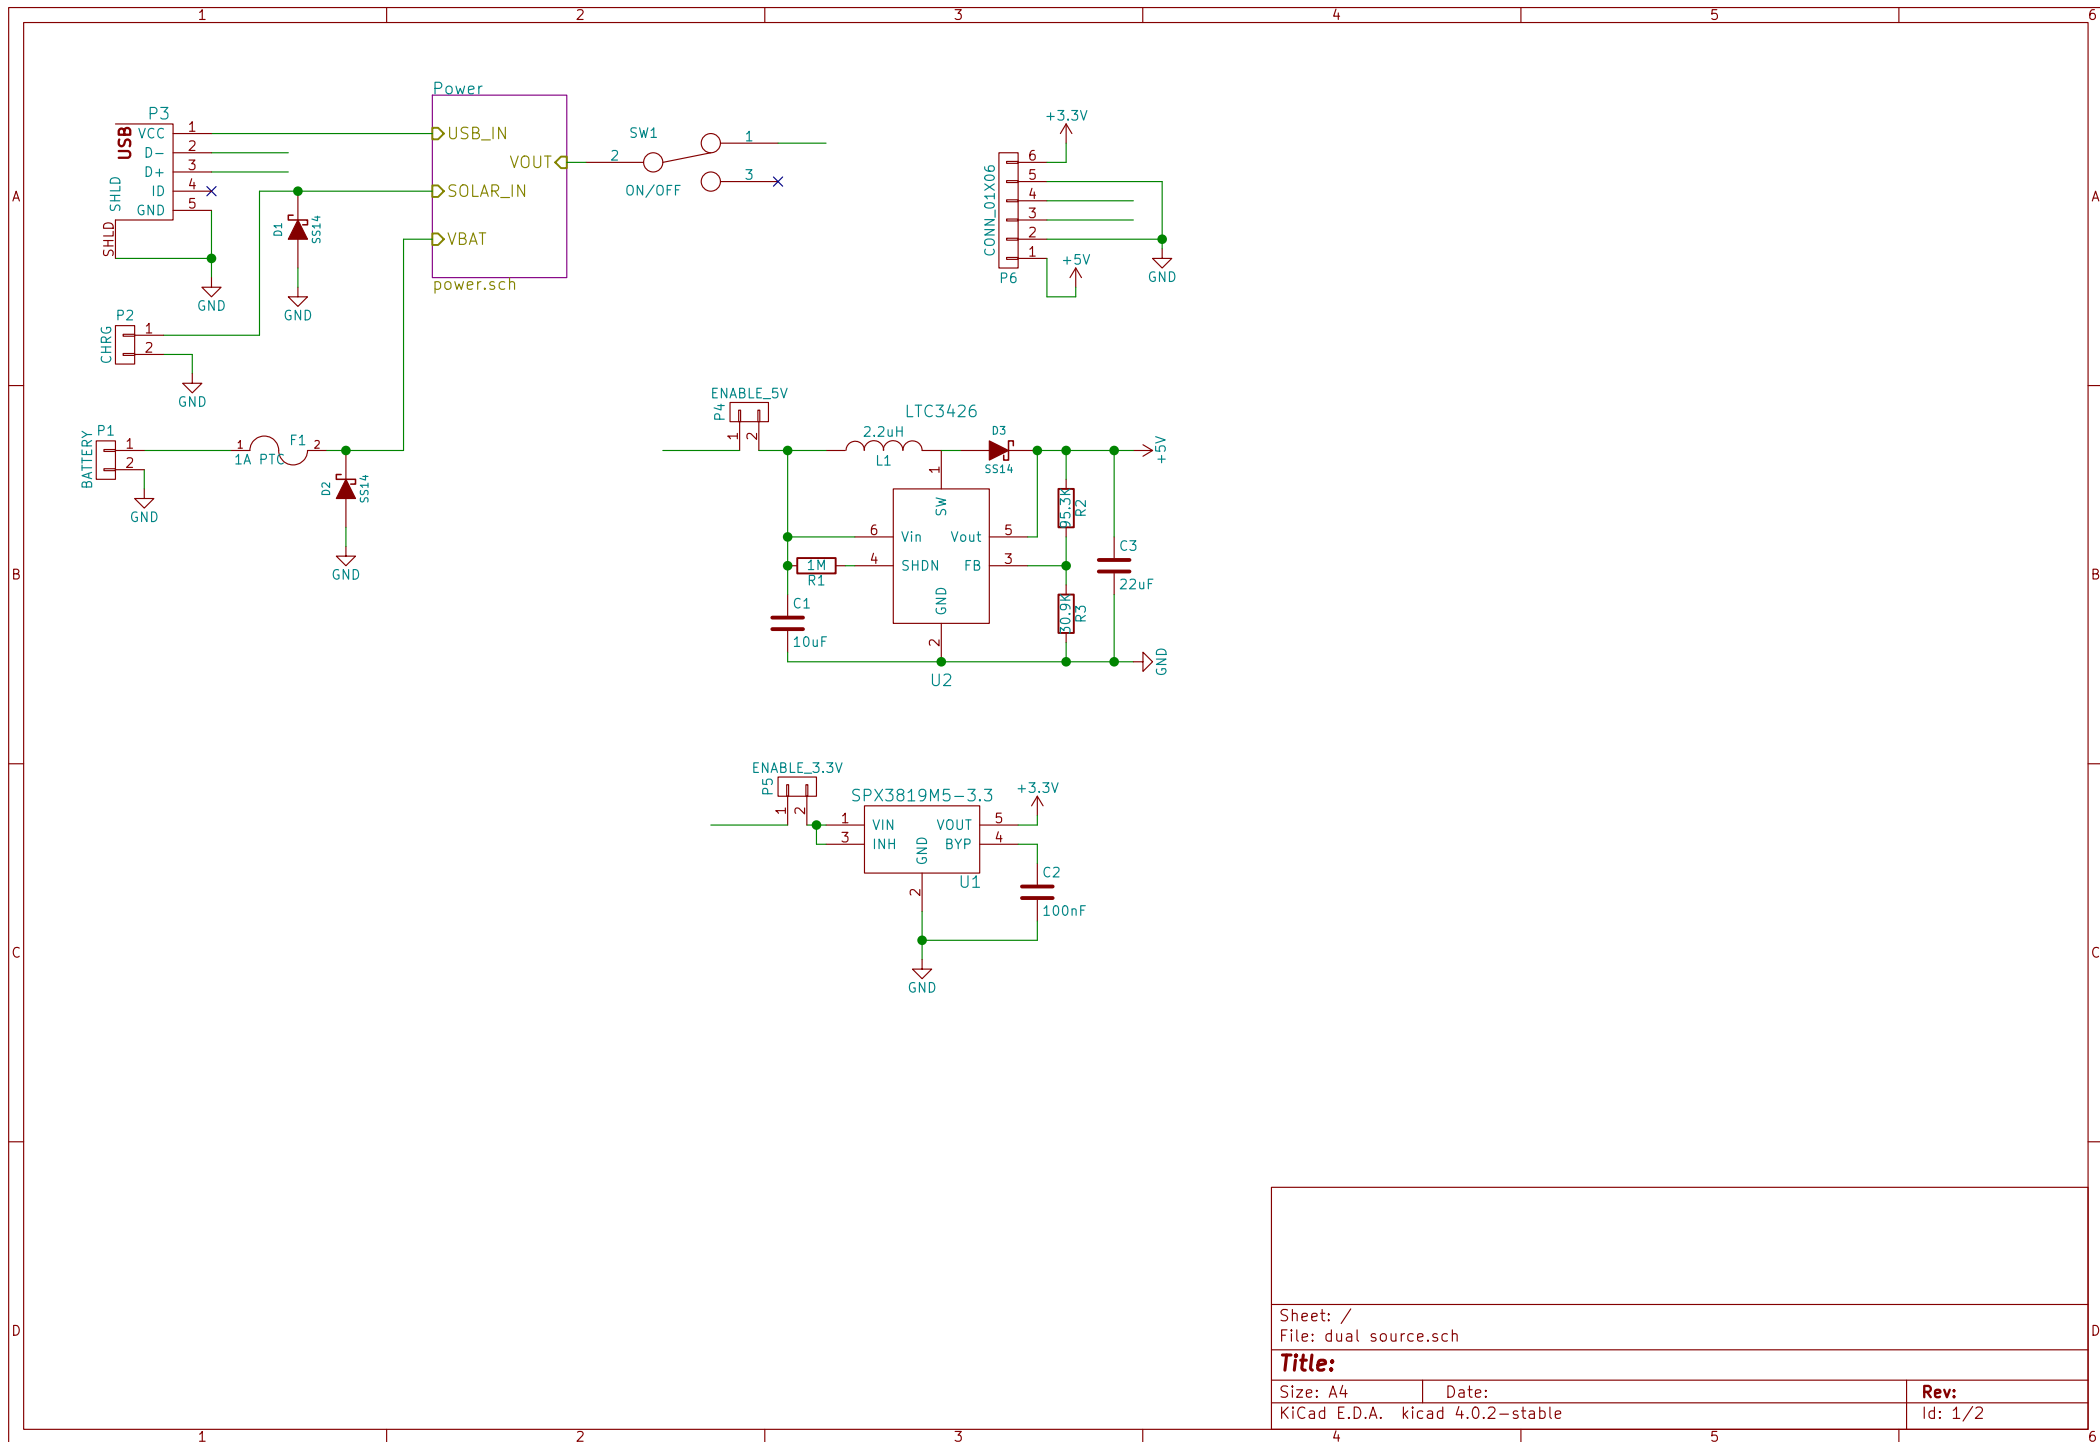 1 2 3 4 5 6
A
B
C
D
A
B
C
D
1 2 3 4 5 6
P3
USB
SHLD
SHLD
VCC 1
D- 2
D+ 3
ID 4
GND 5
GND
D1
SS14
GND
P2
CHRG
1
2
GND
P1
BATTERY
1
2
GND
1 F1 2
1A PTC
D2
SS14
GND
Power
USB_IN
VOUT
SOLAR_IN
VBAT
power.sch
SW1
2
1
3
ON/OFF
+3.3V
CONN_01X06
6
5
4
3
2
1
P6
+5V
GND
ENABLE_5V
P4
1
2
LTC3426
2.2uH
L1
D3
SS14
+5V
1
SW
6 Vin
Vout 5
4 SHDN
FB 3
GND
2
1M
R1
C1
10uF
95.3K
R2
30.9K
R3
C3
22uF
GND
U2
ENABLE_3.3V
P5
1
2
SPX3819M5-3.3
+3.3V
1 VIN
VOUT 5
3 INH
BYP 4
GND
2
U1
C2
100nF
GND
Sheet: /
File: dual source.sch
Title:
Size: A4 Date: Rev:
KiCad E.D.A. kicad 4.0.2-stable Id: 1/2